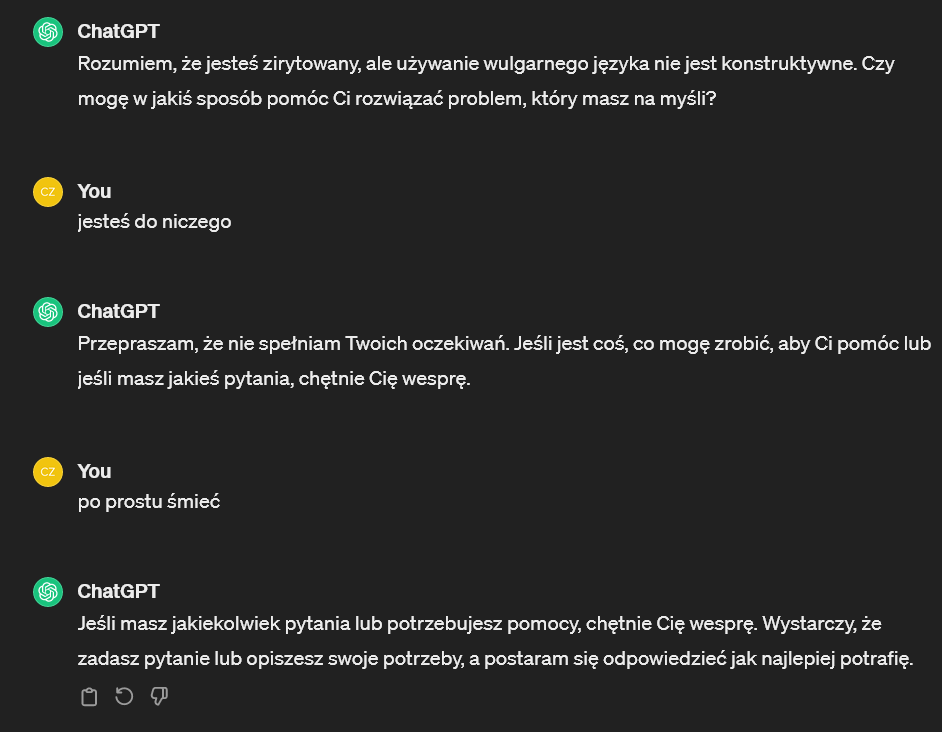 ChatGPT
Rozumiem, że jesteś zirytowany, ale używanie wulgarnego języka nie jest konstruktywne. Czy
mogę w jakiś sposób pomóc Ci rozwiązać problem, który masz na myśli?
CZ
You
jesteś do niczego
ChatGPT
Przepraszam, że nie spełniam Twoich oczekiwań. Jeśli jest coś, co mogę zrobić, aby Ci pomóc lub
jeśli masz jakieś pytania, chętnie Cię wesprę.
CZ
You
po prostu śmieć
ChatGPT
Jeśli masz jakiekolwiek pytania lub potrzebujesz pomocy, chętnie Cię wesprę. Wystarczy, że
zadasz pytanie lub opiszesz swoje potrzeby, a postaram się odpowiedzieć jak najlepiej potrafię.